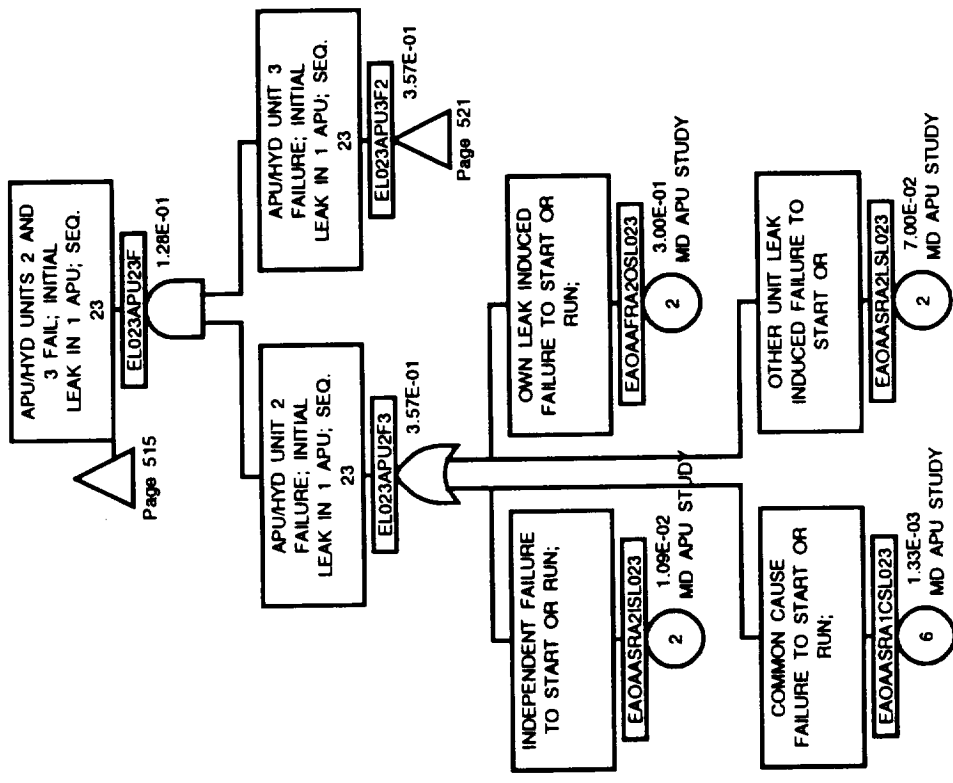 APU/HYD UNITS 2 AND
3 FAIL; INITIAL
LEAK IN 1 APU; SEQ.
23
EL023APU23F
1.28E-01
Page 515
APU/HYD UNIT 2
FAILURE; INITIAL
LEAK IN 1 APU; SEQ.
23
EL023APU2F3
3.57E-01
APU/HYD UNIT 3
FAILURE; INITIAL
LEAK IN 1 APU; SEQ.
23
EL023APU3F2
3.57E-01
Page 521
INDEPENDENT FAILURE
TO START OR RUN;
EAOAASRA2ISL023
2
1.09E-02
MD APU STUDY
OWN LEAK INDUCED
FAILURE TO START OR
RUN;
EAOAAFRA2OSL023
2
3.00E-01
MD APU STUDY
COMMON CAUSE
FAILURE TO START OR
RUN;
EAOAASRA1CSL023
6
1.33E-03
MD APU STUDY
OTHER UNIT LEAK
INDUCED FAILURE TO
START OR
EAOAASRA2LSL023
2
7.00E-02
MD APU STUDY